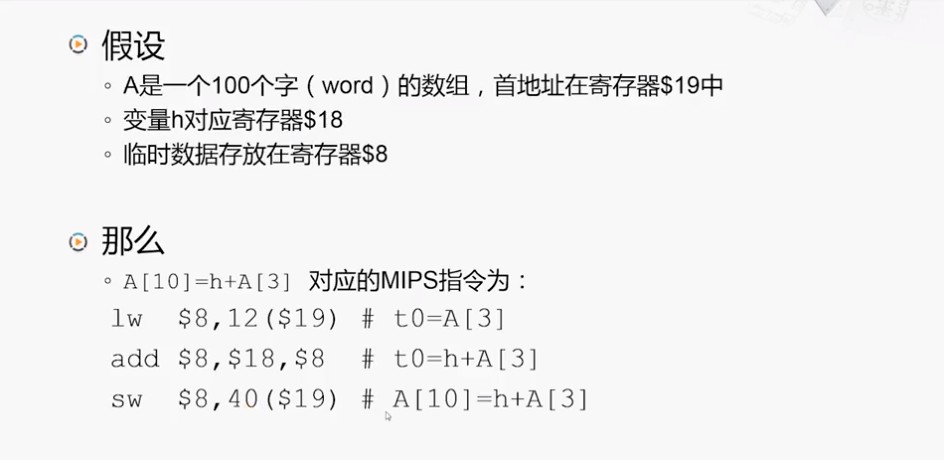 假设
A是一个100个字（word）的数组，首地址在寄存器$19中
变量h对应寄存器$18
临时数据存放在寄存器$8
那么
A[10]=h+A[3] 对应的MIPS指令为：
lw $8,12($19) # t0=A[3]
add $8,$18,$8 # t0=h+A[3]
sw $8,40($19) # A[10]=h+A[3]